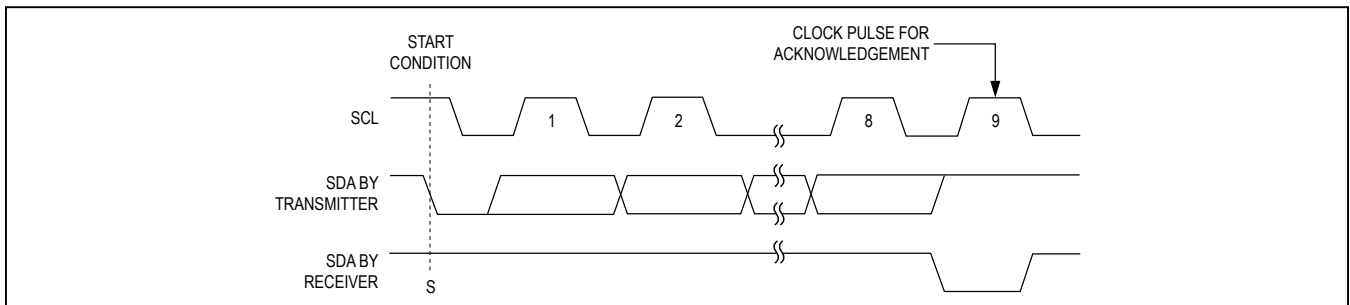 START
CONDITION
CLOCK PULSE FOR
ACKNOWLEDGEMENT
SCL
1
2
8
9
SDA BY
TRANSMITTER
SDA BY
RECEIVER
S